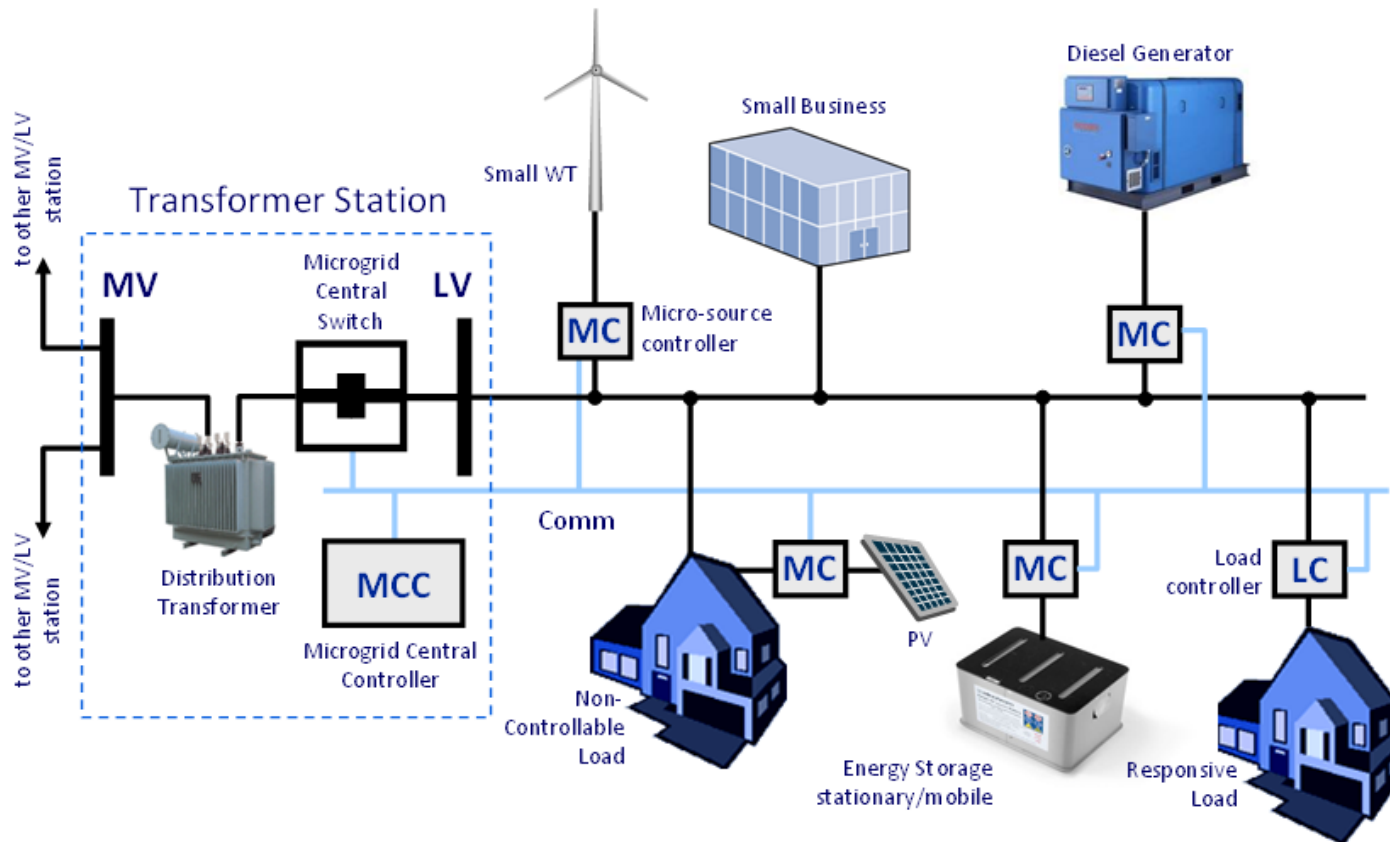 Diesel Generator
Small Business
Small WT
to other MV/LV
station
Transformer Station
Microgrid
Central
Switch
MV
LV
MC
Micro-source
controller
MC
Comm
to other MV/LV
station
Distribution
Transformer
MCC
Microgrid Central
Controller
MC
PV
MC
Load
controller
LC
Non-
Controllable
Load
Energy Storage
stationary/mobile
Responsive
Load